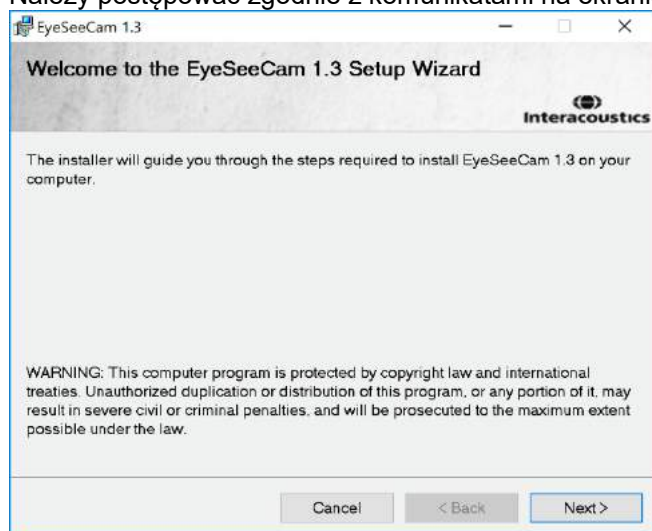 Należy postępować zgodnie z komunikatami na ekrani
EyeSeeCam 1.3
Welcome to the EyeSeeCam 1.3 Setup Wizard
Interacoustics
The installer will guide you through the steps required to install EyeSeeCam 1.3 on your
computer.
WARNING: This computer program is protected by copyright law and international
treaties. Unauthorized duplication or distribution of this program, or any portion of it, may
result in severe civil or criminal penalties, and will be prosecuted to the maximum extent
possible under the law.
Cancel < Back Next >